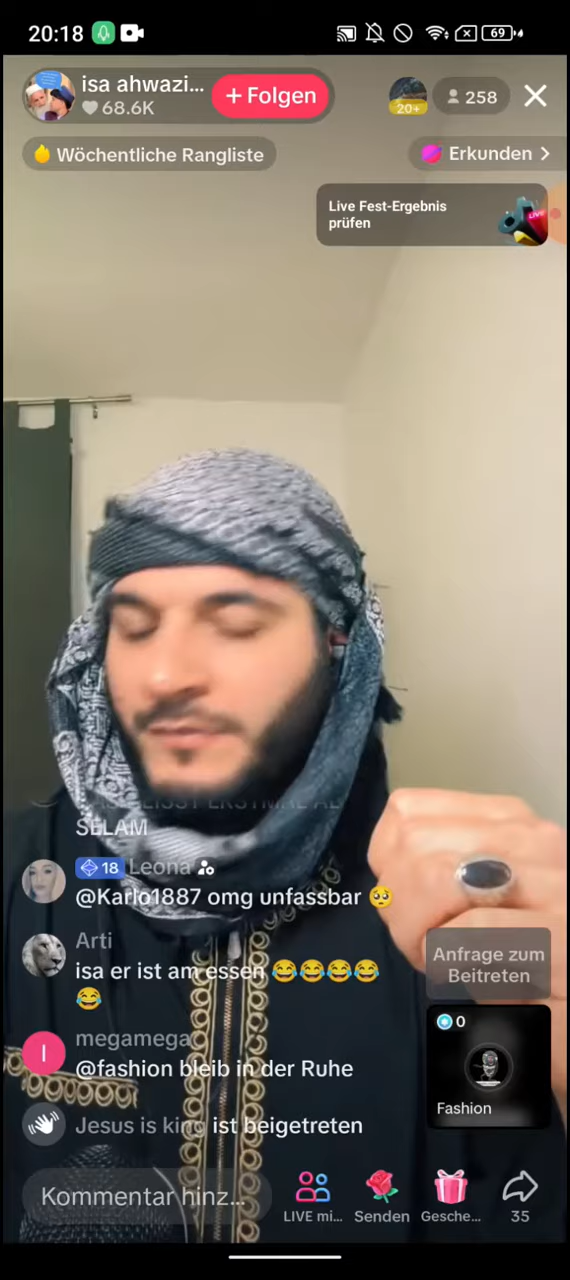 20:18
69
isa ahwazi...
68.6K
+ Folgen
20+
258
Wöchentliche Rangliste
Erkunden >
Live Fest-Ergebnis
prüfen
LIVE
SELAM
18 Leona
@Karlo1887 omg unfassbar 🥺
Arti
isa er ist am essen 😂😂😂😂
😂
Anfrage zum
Beitreten
megamega
@fashion bleib in der Ruhe
0
Fashion
Jesus is king ist beigetreten
Kommentar hinz...
LIVE mi...
Senden
Gesche...
35